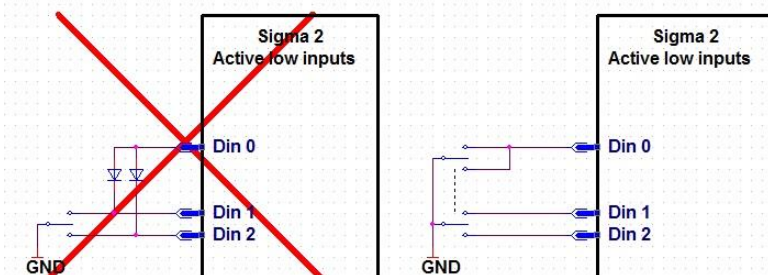 Sigma 2
Active low inputs
Din 0
Din 1
Din 2
GND
Sigma 2
Active low inputs
Din 0
Din 1
Din 2
GND